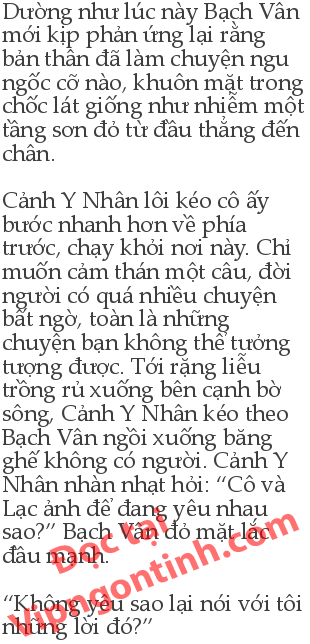 Dường như lúc này Bạch Vân
mới kịp phản ứng lại rằng
bản thân đã làm chuyện ngu
ngốc cỡ nào, khuôn mặt trong
chốc lát giống như nhiễm một
tầng sơn đỏ từ đầu thẳng đến
chân.

Cảnh Y Nhân lôi kéo cô ấy
bước nhanh hơn về phía
trước, chạy khỏi nơi này. Chỉ
muốn cảm thán một câu, đời
người có quá nhiều chuyện
bất ngờ, toàn là những
chuyện bạn không thể tưởng
tượng được. Tới rặng liễu
trồng rủ xuống bên cạnh bờ
sông, Cảnh Y Nhân kéo theo
Bạch Vân ngồi xuống băng
ghế không có người. Cảnh Y
Nhân nhàn nhạt hỏi: “Cô và
Lạc ảnh để đang yêu nhau
sao?” Bạch Vân đỏ mặt lắc
đầu mạnh.

“Không yêu sao lại nói với tôi
những lời đó?”
Đọc tại
Vipngontinh.com